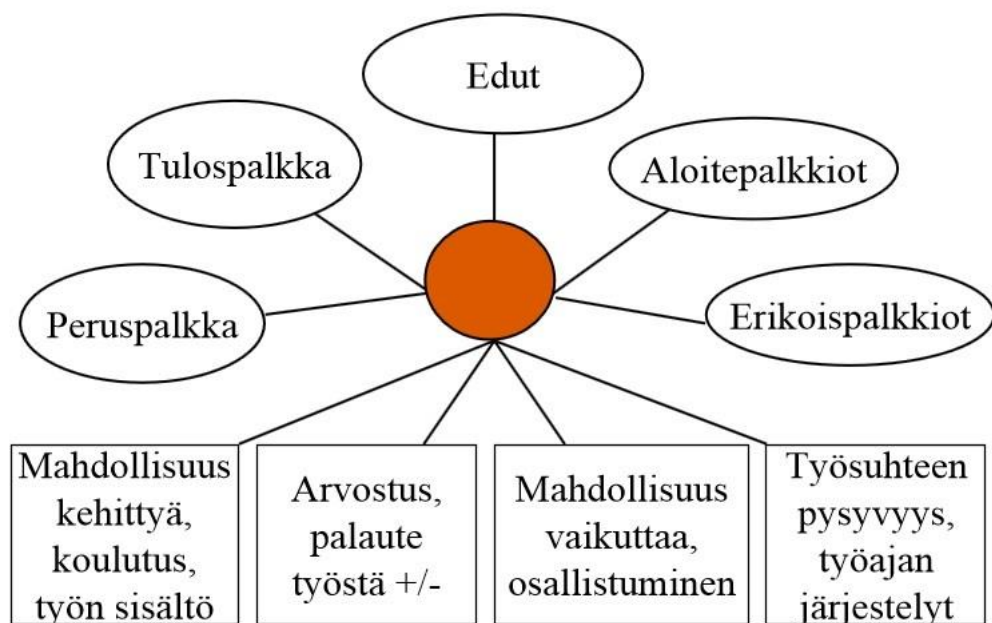 Edut
Tulospalkka
Aloitepalkkiot
Peruspalkka
Erikoispalkkiot
Mahdollisuus
kehittyä,
koulutus,
työn sisältö
Arvostus,
palaute
työstä +/-
Mahdollisuus
vaikuttaa,
osallistuminen
Työsuhteen
pysyvyys,
työajan
järjestelyt